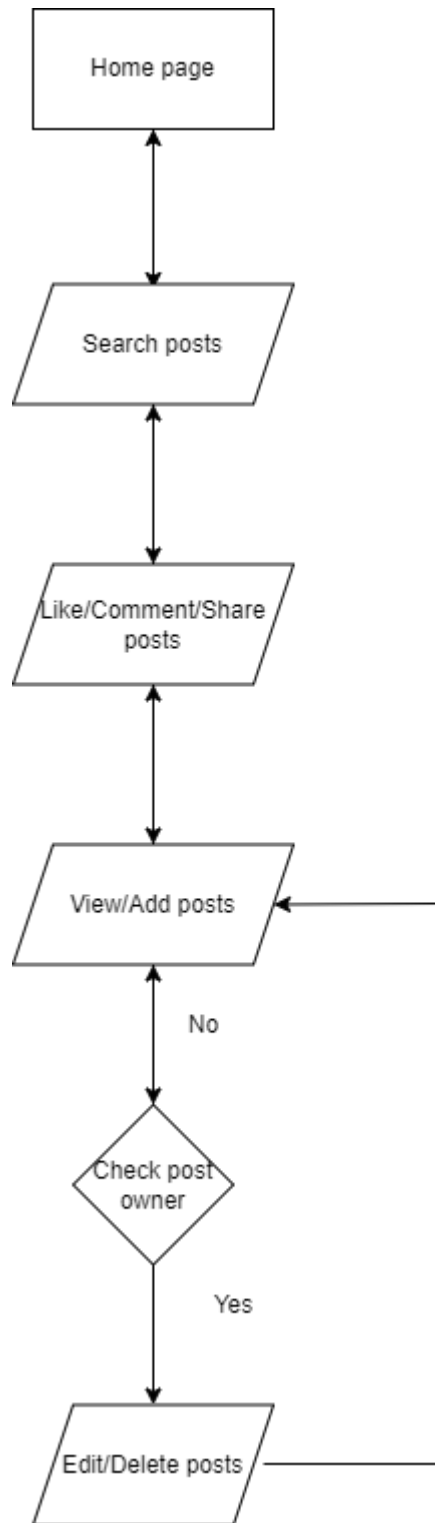 Home page
Search posts
Like/Comment/Share
posts
View/Add posts
No
Check post
owner
Yes
Edit/Delete posts